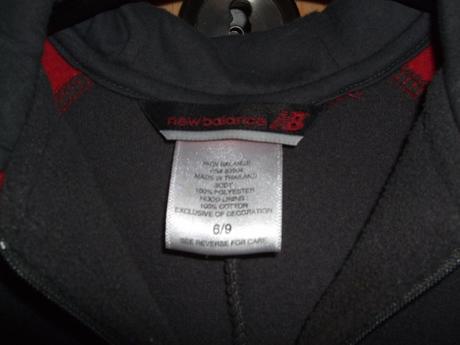 new balance NB
NEW BALANCE
MADE IN THAILAND
BODY:
100% POLYESTER
HOOD LINING:
100% COTTON
EXCLUSIVE OF DECORATION
6/9
SEE REVERSE FOR CARE